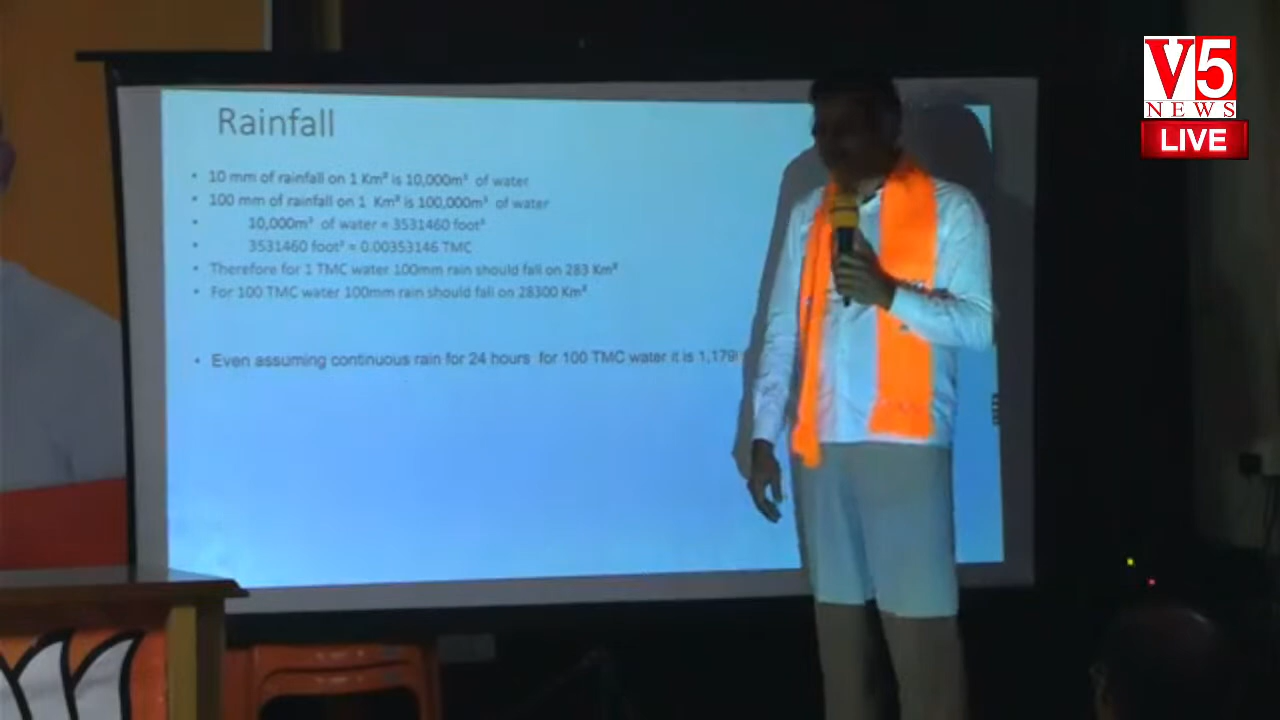 V5
NEWS
LIVE
Rainfall
• 10 mm of rainfall on 1 Km² is 10,000m³ of water
• 100 mm of rainfall on 1 Km² is 100,000m³ of water
• 10,000m³ of water = 3531460 foot³
• 3531460 foot³ = 0.00353146 TMC
• Therefore for 1 TMC water 100mm rain should fall on 283 Km²
• For 100 TMC water 100mm rain should fall on 28300 Km²
• Even assuming continuous rain for 24 hours for 100 TMC water it is 1,179